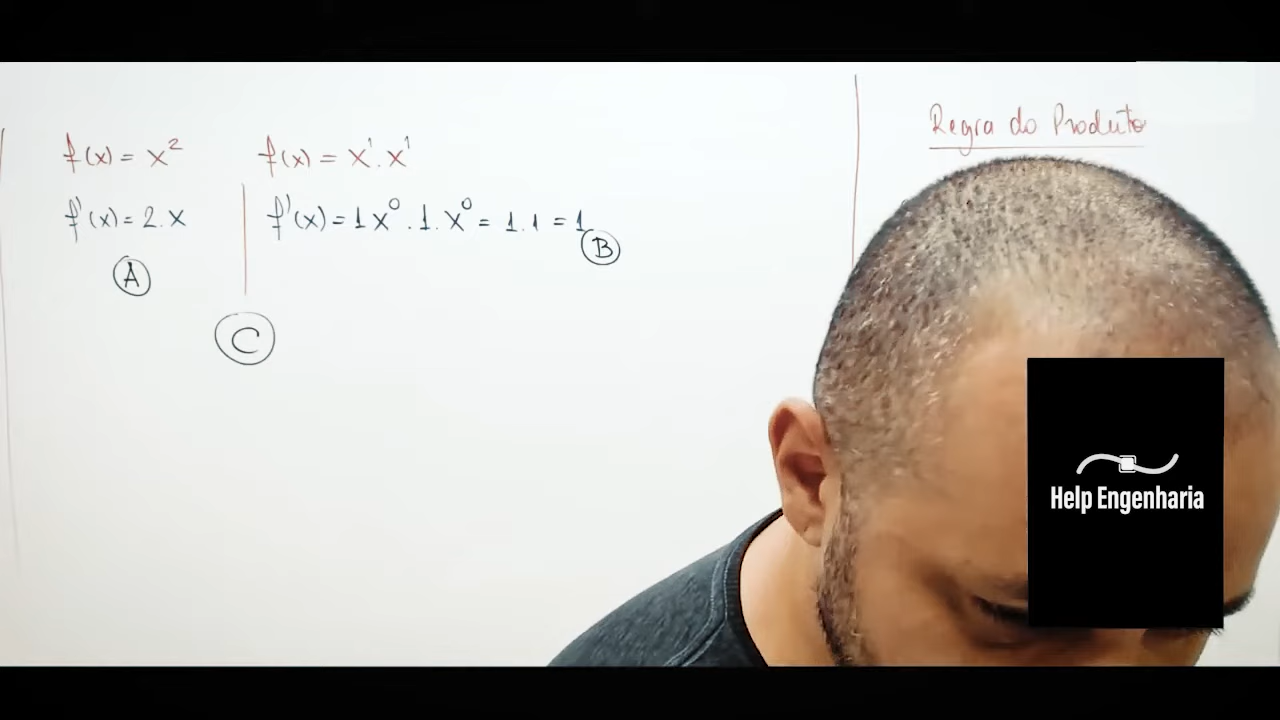 f(x) = x²
f'(x) = 2.x
A
f(x) = x¹.x¹
f'(x) = 1x⁰.1.x⁰ = 1.1 = 1
B
C
Regra do Produto
Help Engenharia